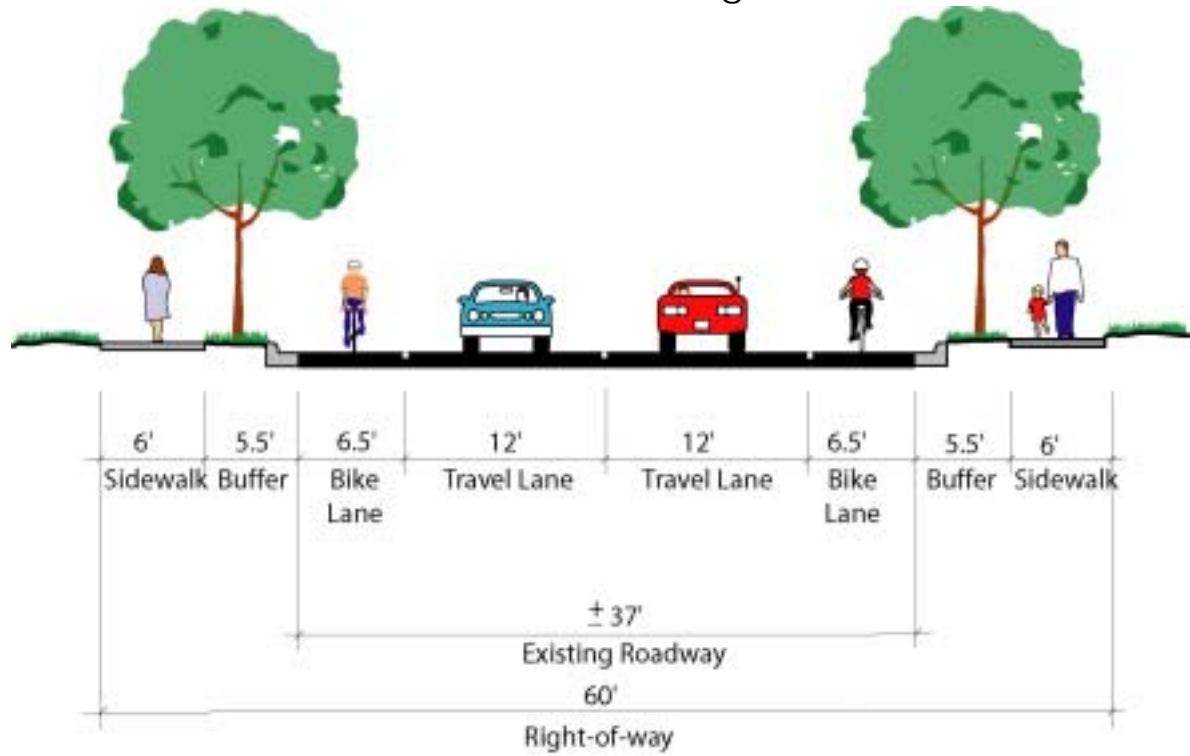 6' 5.5' 6.5' 12' 12' 6.5' 5.5' 6'
Sidewalk Buffer Bike Lane Travel Lane Travel Lane Bike Lane Buffer Sidewalk
± 37'
Existing Roadway
60'
Right-of-way